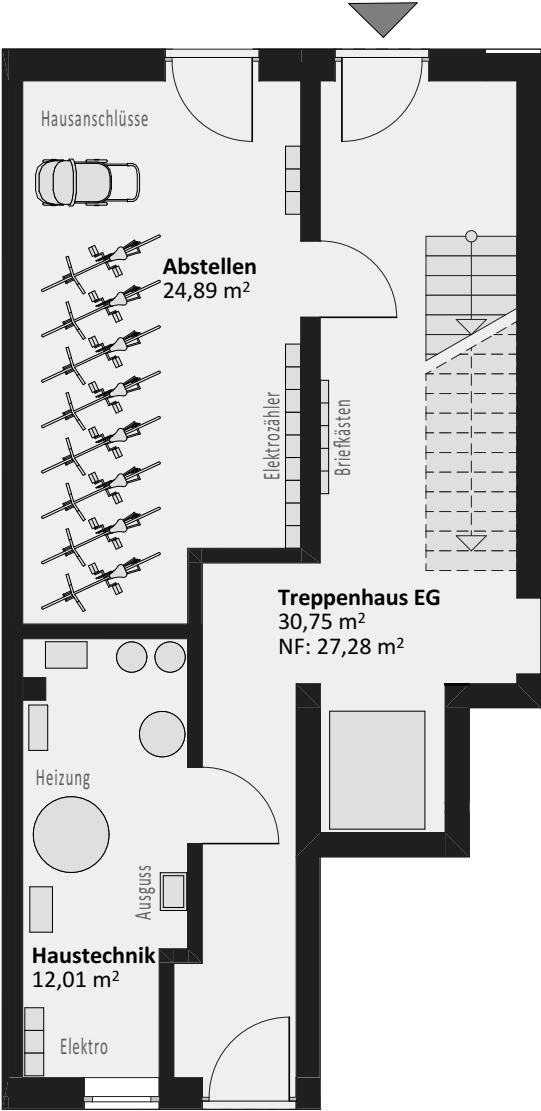 Hausanschlüsse
Abstellen
24,89 m²
Elektrozähler
Briefkästen
Treppenhaus EG
30,75 m²
NF: 27,28 m²
Heizung
Ausguss
Haustechnik
12,01 m²
Elektro